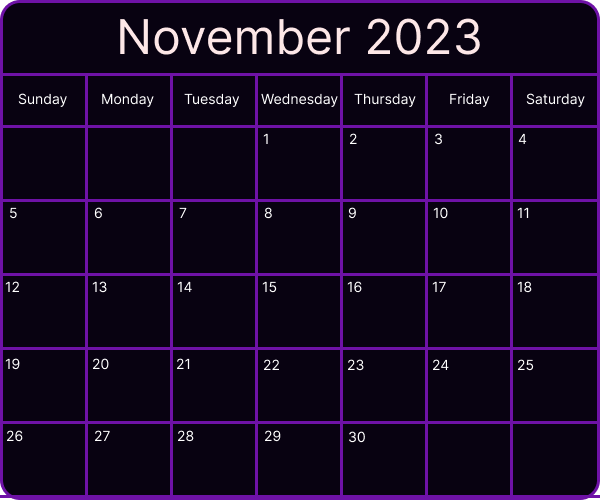 November 2023
Sunday Monday Tuesday Wednesday Thursday Friday Saturday
1 2 3 4
5 6 7 8 9 10 11
12 13 14 15 16 17 18
19 20 21 22 23 24 25
26 27 28 29 30